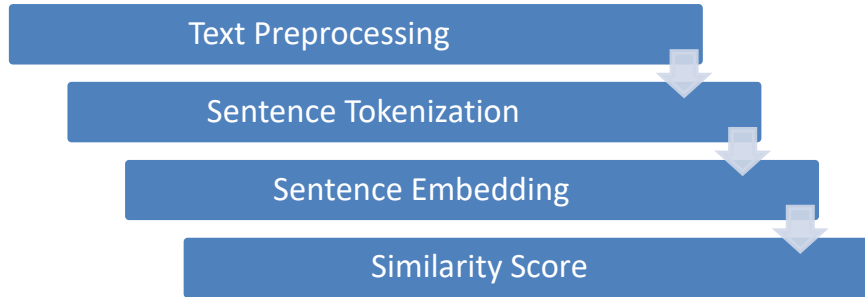 Text Preprocessing
Sentence Tokenization
Sentence Embedding
Similarity Score